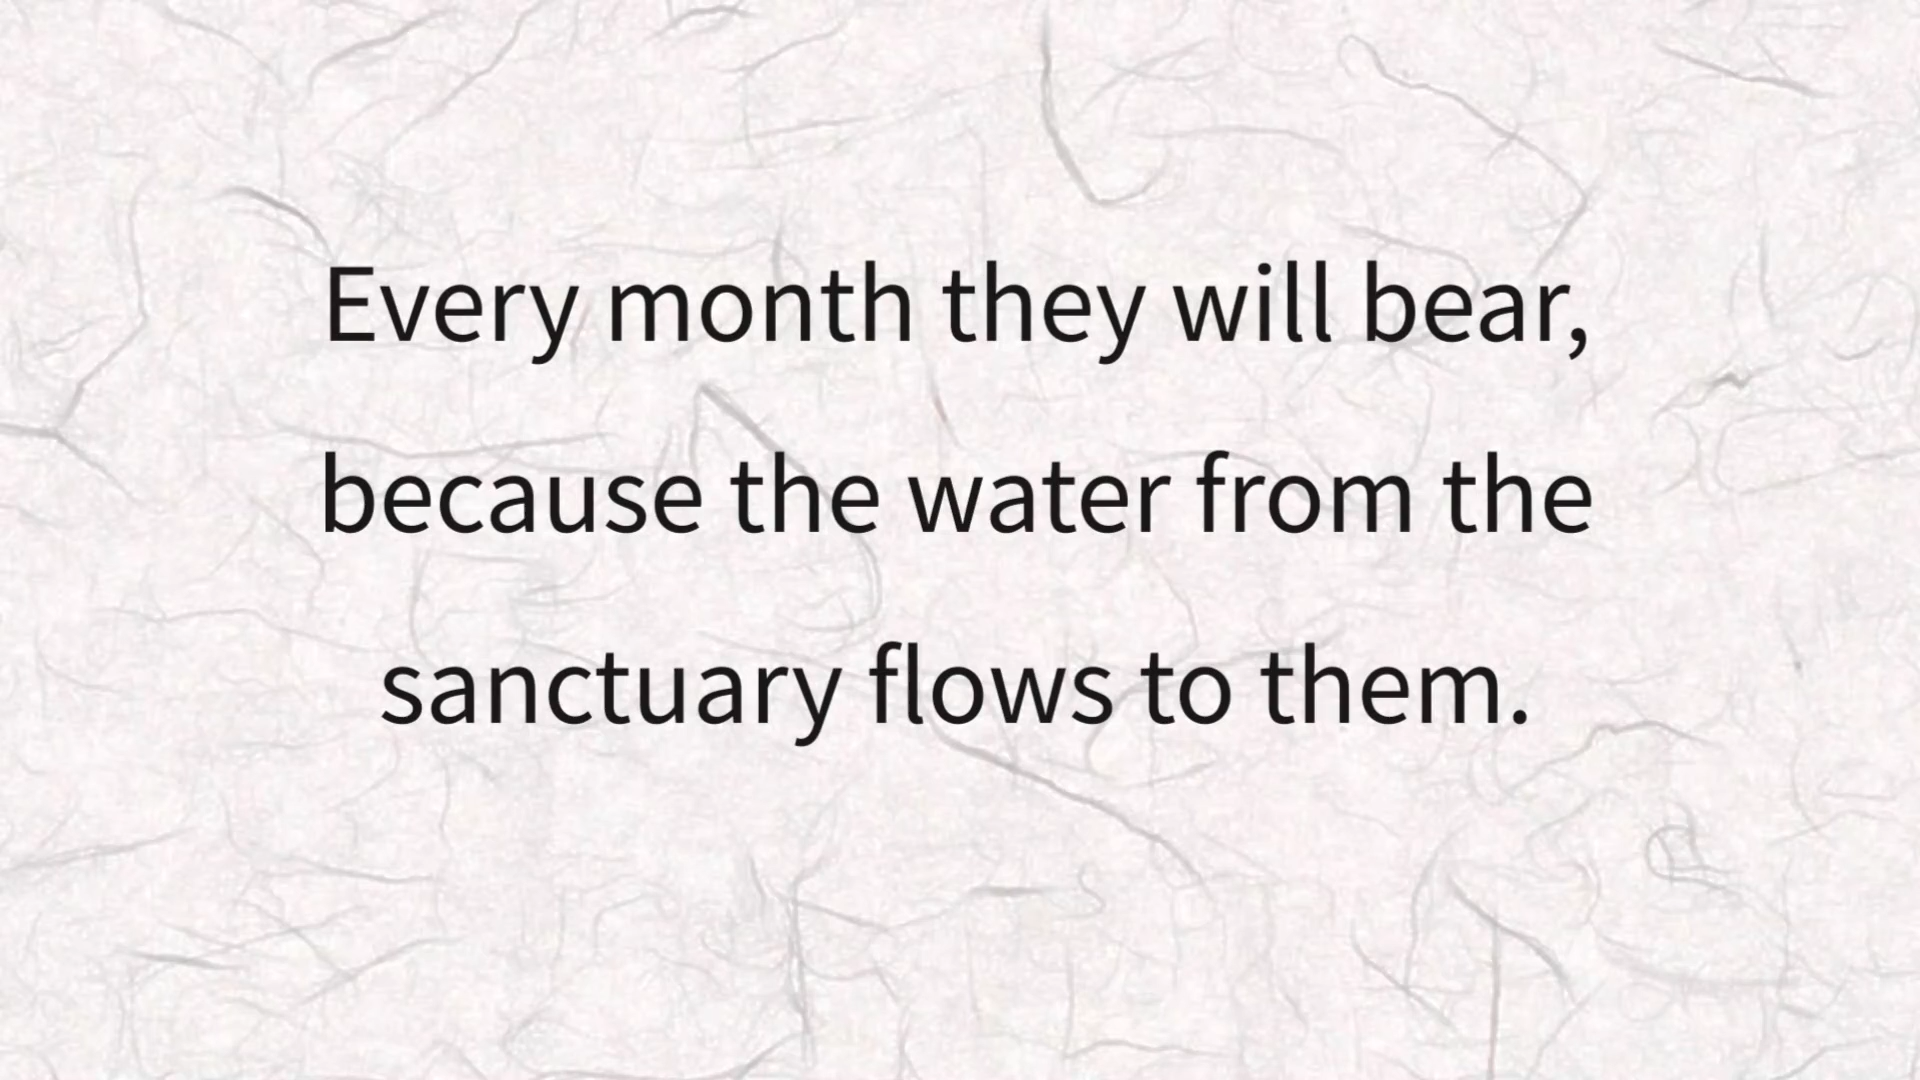 Every month they will bear,
because the water from the
sanctuary flows to them.